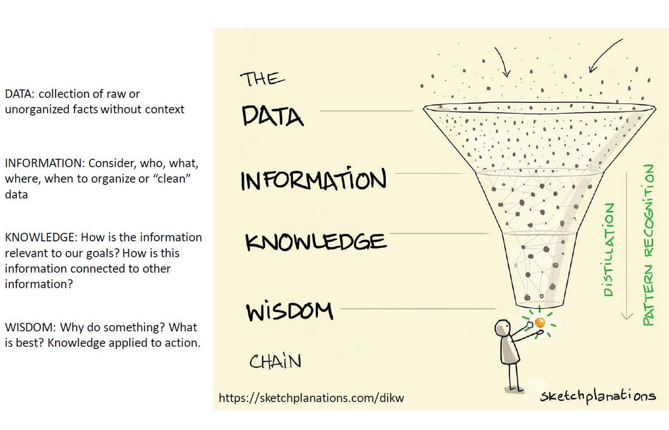 DATA: collection of raw or
unorganized facts without context
INFORMATION: Consider, who, what,
where, when to organize or “clean”
data
KNOWLEDGE: How is the information
relevant to our goals? How is this
information connected to other
information?
WISDOM: Why do something? What
is best? Knowledge applied to action.
THE
DATA
INFORMATION
KNOWLEDGE
WISDOM
CHAIN
DISTILLATION
PATTERN RECOGNITION
https://sketchplanations.com/dikw
sketchplanations